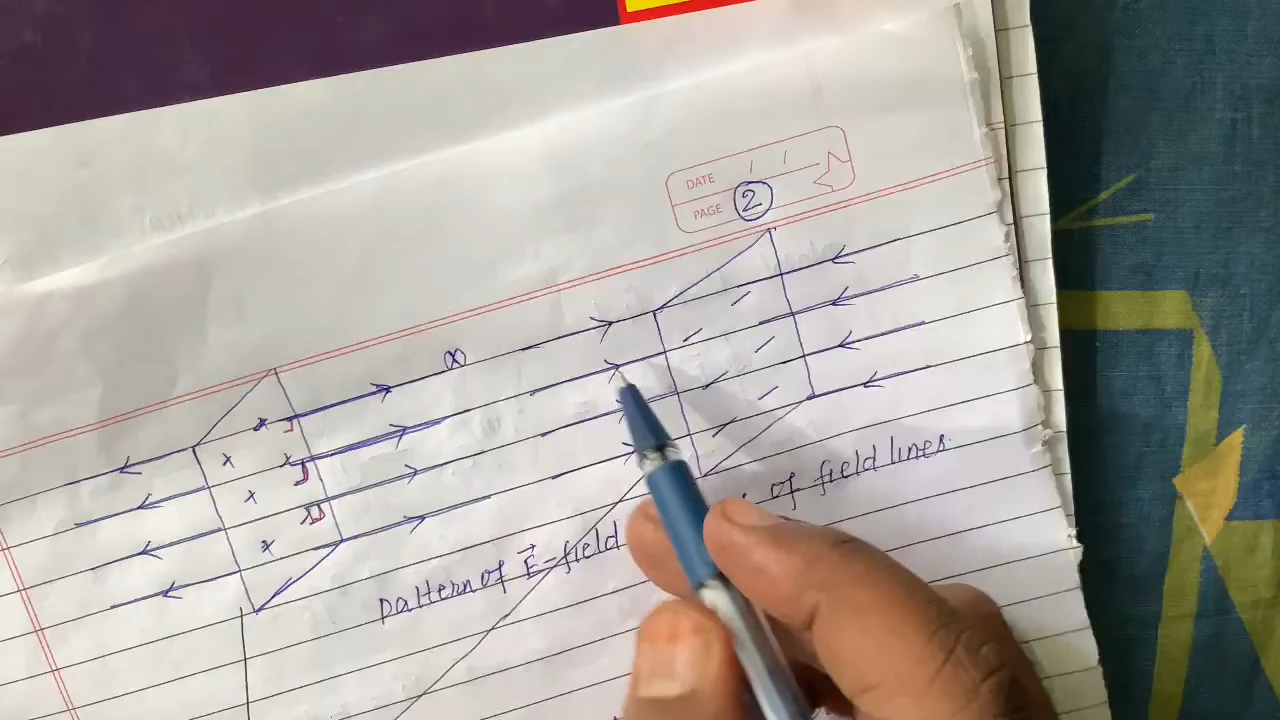 DATE / /
PAGE 2
∞
pattern of E⃗-field of field lines.